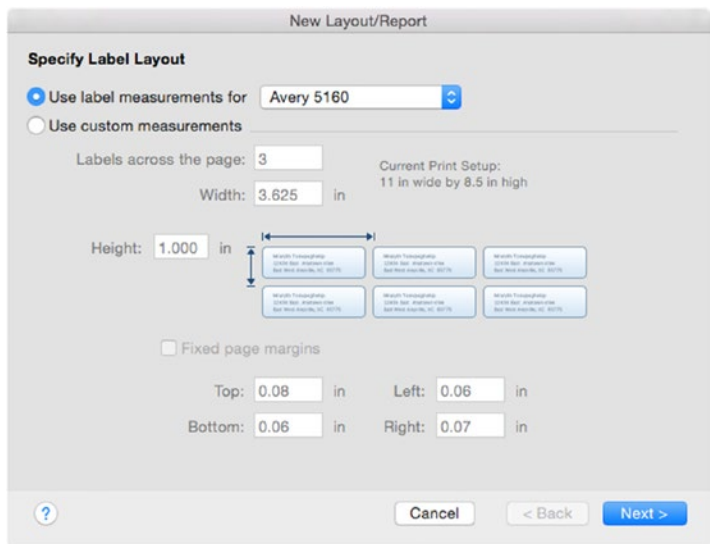 New Layout/Report
Specify Label Layout
Use label measurements for Avery 5160
Use custom measurements
Labels across the page: 3
Current Print Setup:
11 in wide by 8.5 in high
Width: 3.625 in
Height: 1.000 in
Fixed page margins
Top: 0.08 in Left: 0.06 in
Bottom: 0.06 in Right: 0.07 in
? Cancel < Back Next >